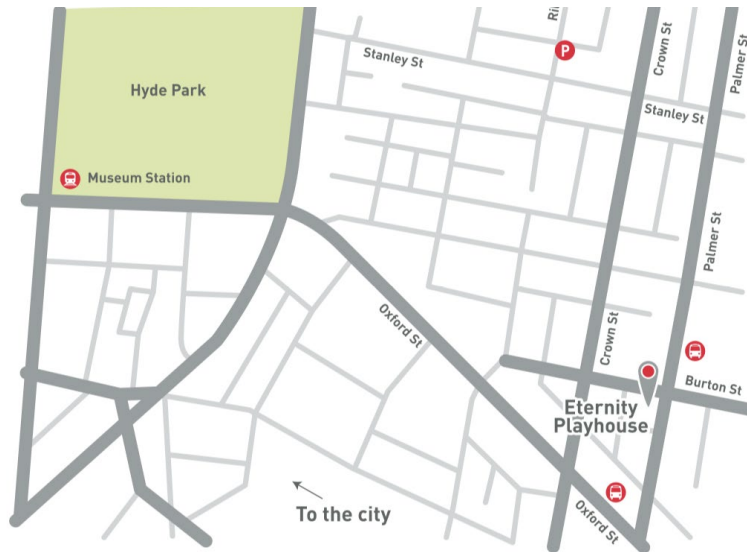 Ri
P
Stanley St
Crown St
Palmer St
Hyde Park
Stanley St
Museum Station
Palmer St
Oxford St
Crown St
Burton St
Eternity
Playhouse
To the city
Oxford St